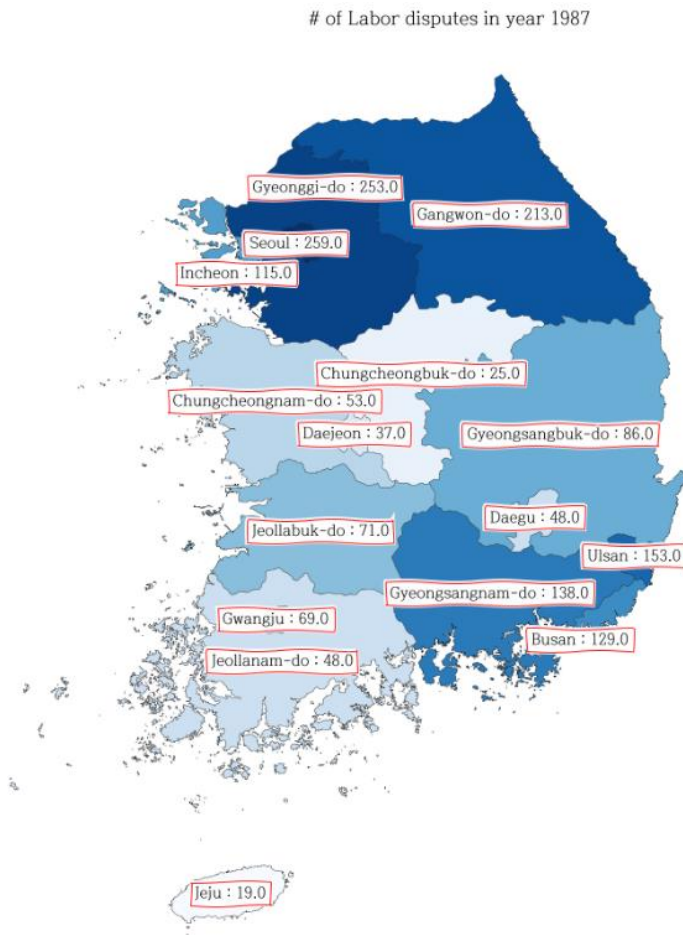 # of Labor disputes in year 1987
Gyeonggi-do : 253.0
Gangwon-do : 213.0
Seoul : 259.0
Incheon : 115.0
Chungcheongbuk-do : 25.0
Chungcheongnam-do : 53.0
Daejeon : 37.0
Gyeongsangbuk-do : 86.0
Daegu : 48.0
Jeollabuk-do : 71.0
Ulsan : 153.0
Gyeongsangnam-do : 138.0
Gwangju : 69.0
Busan : 129.0
Jeollanam-do : 48.0
Jeju : 19.0